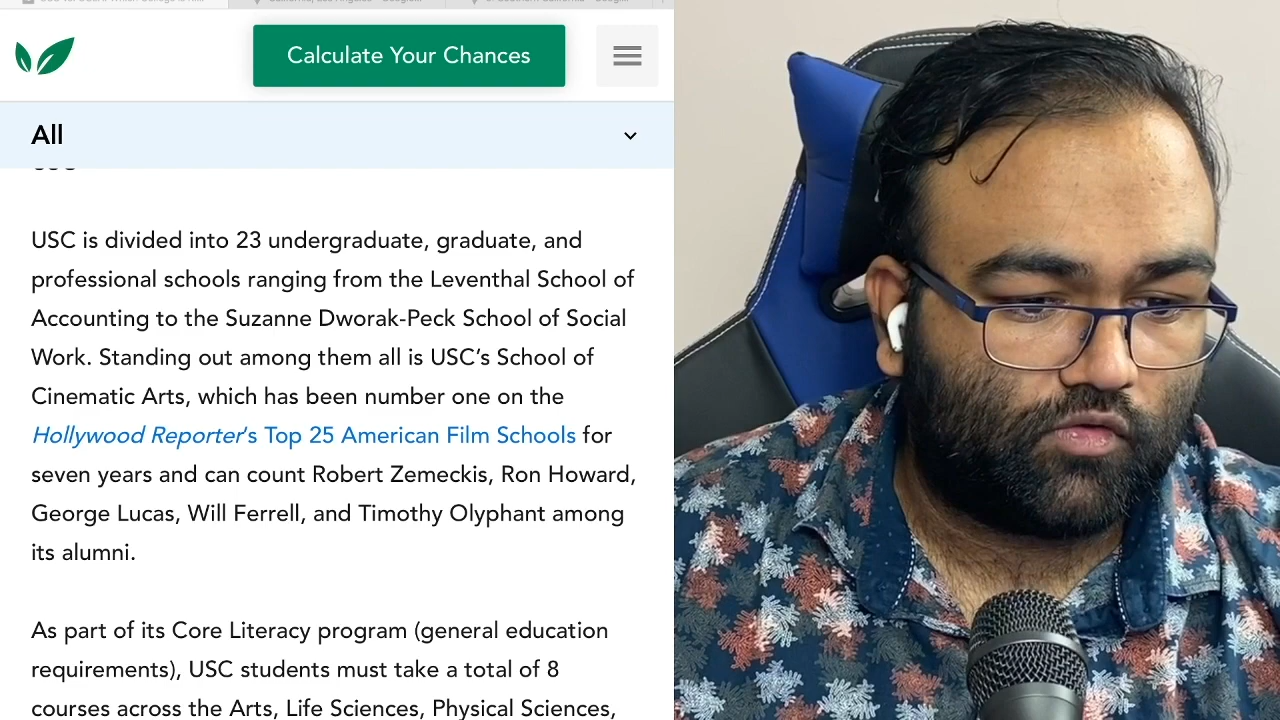 Calculate Your Chances
All
USC is divided into 23 undergraduate, graduate, and
professional schools ranging from the Leventhal School of
Accounting to the Suzanne Dworak-Peck School of Social
Work. Standing out among them all is USC’s School of
Cinematic Arts, which has been number one on the
Hollywood Reporter’s Top 25 American Film Schools for
seven years and can count Robert Zemeckis, Ron Howard,
George Lucas, Will Ferrell, and Timothy Olyphant among
its alumni.
As part of its Core Literacy program (general education
requirements), USC students must take a total of 8
courses across the Arts, Life Sciences, Physical Sciences,